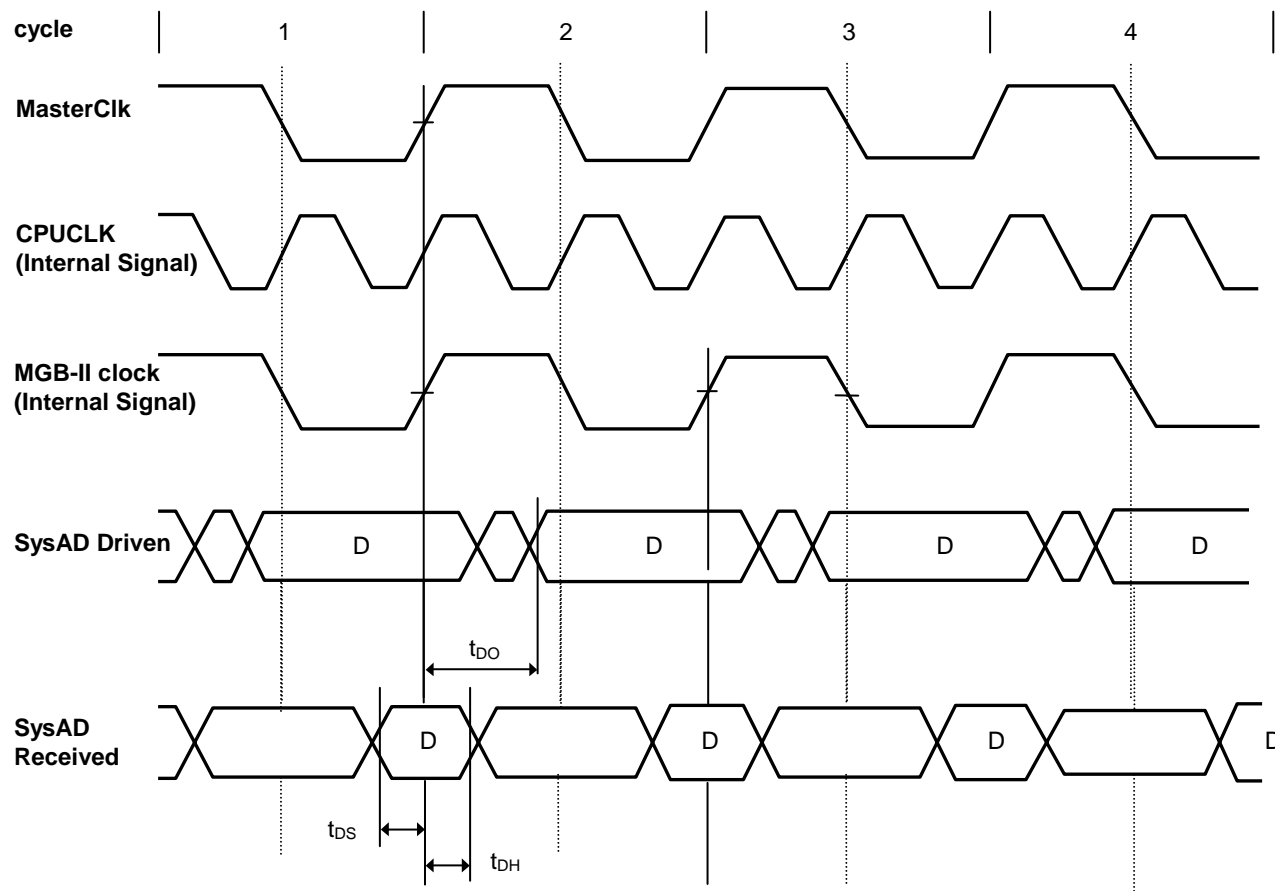 cycle 1 2 3 4
MasterClk
CPUCLK
(Internal Signal)
MGB-II clock
(Internal Signal)
SysAD Driven D D D D
tDO
SysAD
Received D D D D
tDS
tDH